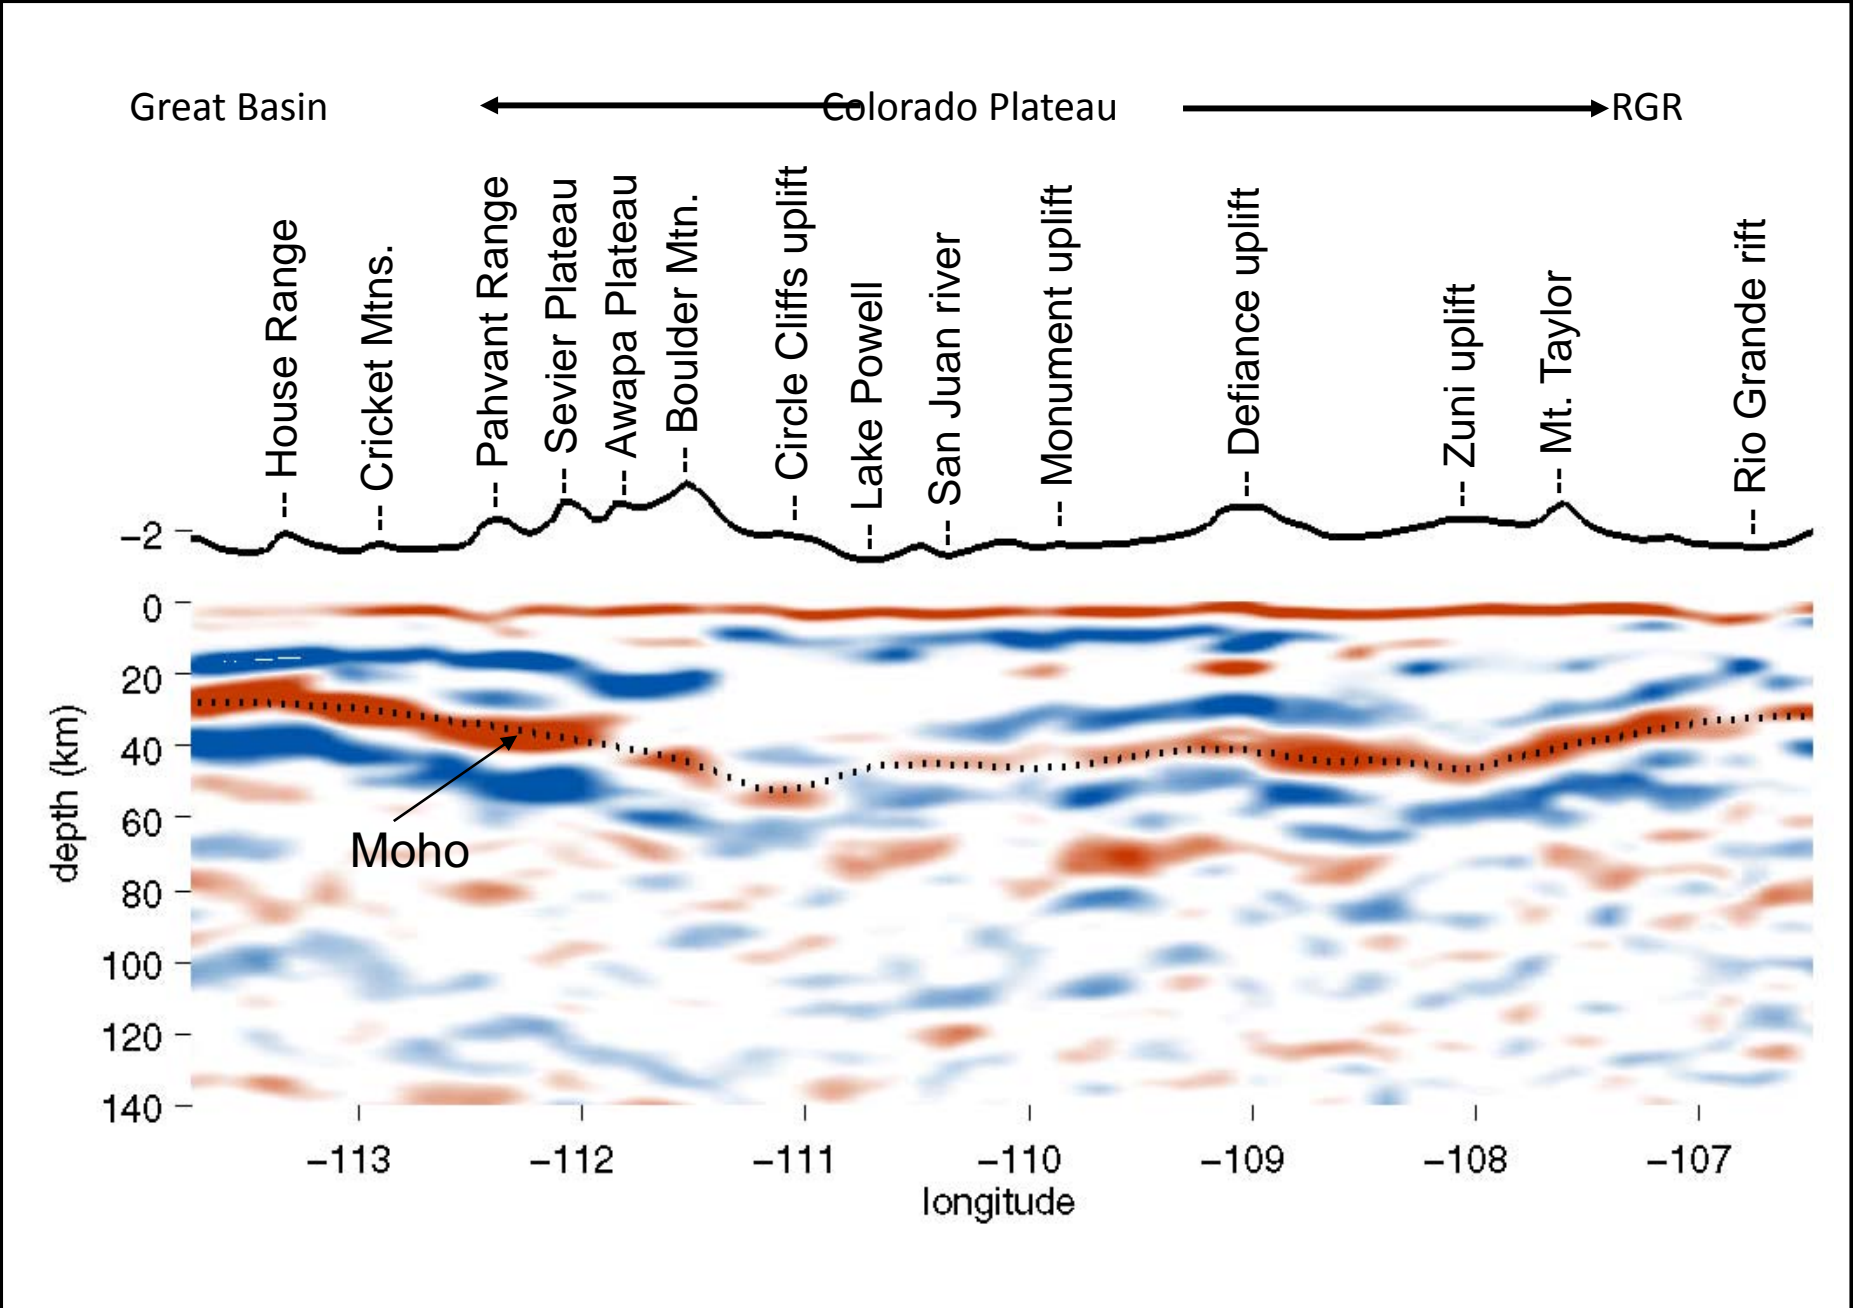 Great Basin
Colorado Plateau
RGR
House Range
Cricket Mtns.
Pahvant Range
Sevier Plateau
Awapa Plateau
Boulder Mtn.
Circle Cliffs uplift
Lake Powell
San Juan river
Monument uplift
Defiance uplift
Zuni uplift
Mt. Taylor
Rio Grande rift
−2
0
20
40
60
80
100
120
140
depth (km)
Moho
−113
−112
−111
−110
−109
−108
−107
longitude